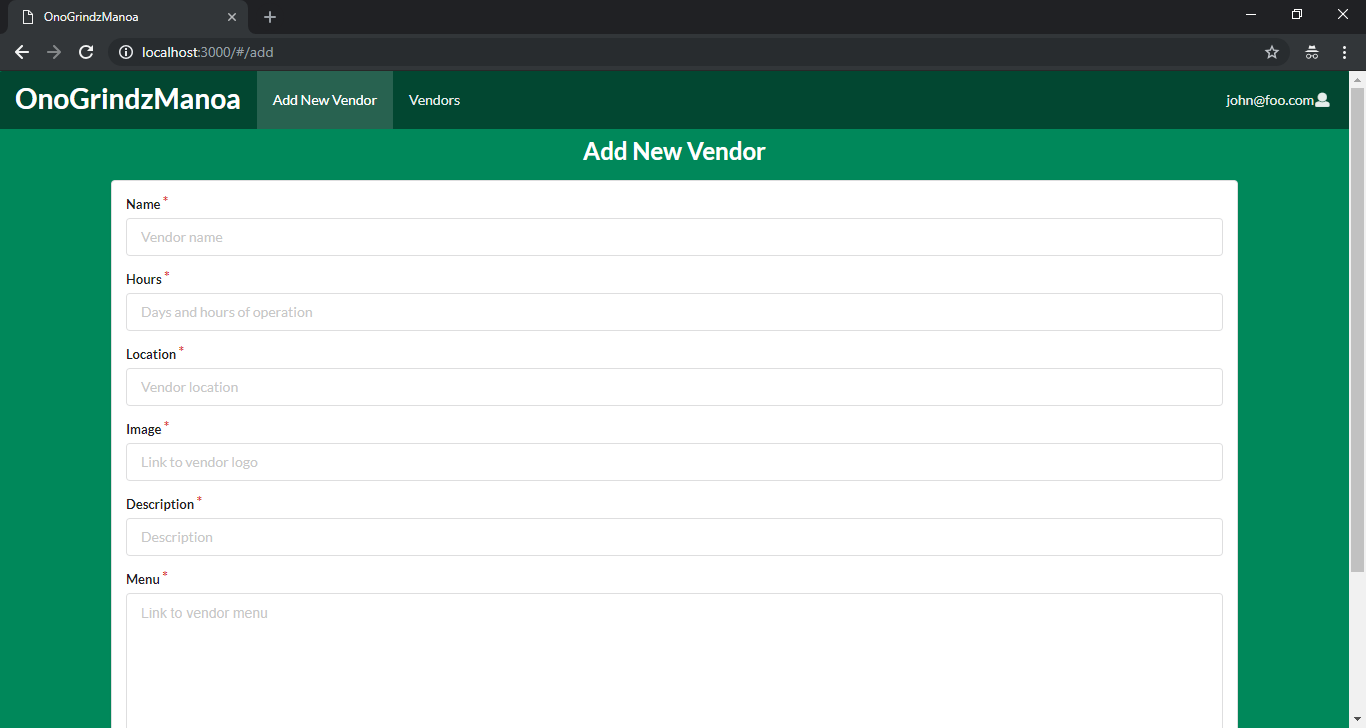 OnoGrindzManoa
localhost:3000/#/add
OnoGrindzManoa Add New Vendor Vendors john@foo.com
Add New Vendor
Name *
Vendor name
Hours *
Days and hours of operation
Location *
Vendor location
Image *
Link to vendor logo
Description *
Description
Menu *
Link to vendor menu